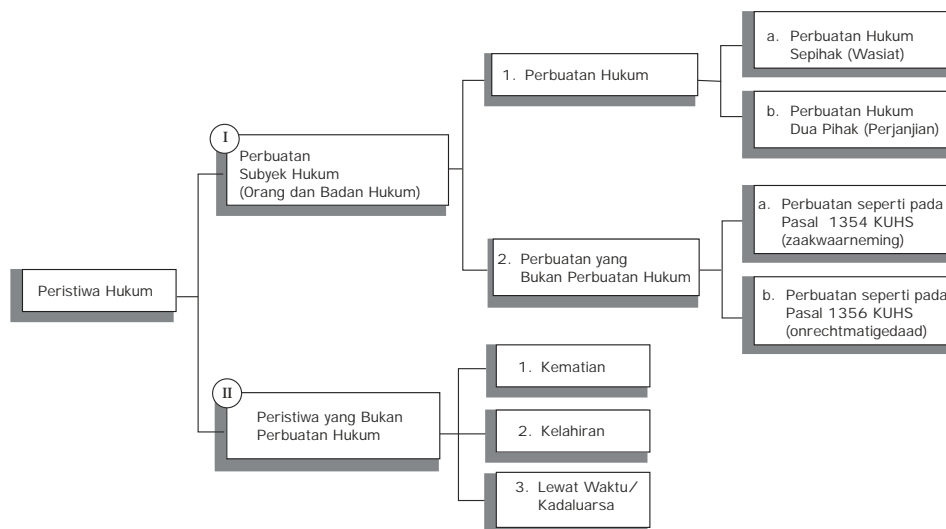 Peristiwa Hukum
I
Perbuatan
Subyek Hukum
(Orang dan Badan Hukum)
1. Perbuatan Hukum
a. Perbuatan Hukum
Sepihak (Wasiat)
b. Perbuatan Hukum
Dua Pihak (Perjanjian)
2. Perbuatan yang
Bukan Perbuatan Hukum
a. Perbuatan seperti pada
Pasal 1354 KUHS
(zaakwaarneming)
b. Perbuatan seperti pada
Pasal 1356 KUHS
(onrechtmatigedaad)
II
Peristiwa yang Bukan
Perbuatan Hukum
1. Kematian
2. Kelahiran
3. Lewat Waktu/
Kadaluarsa